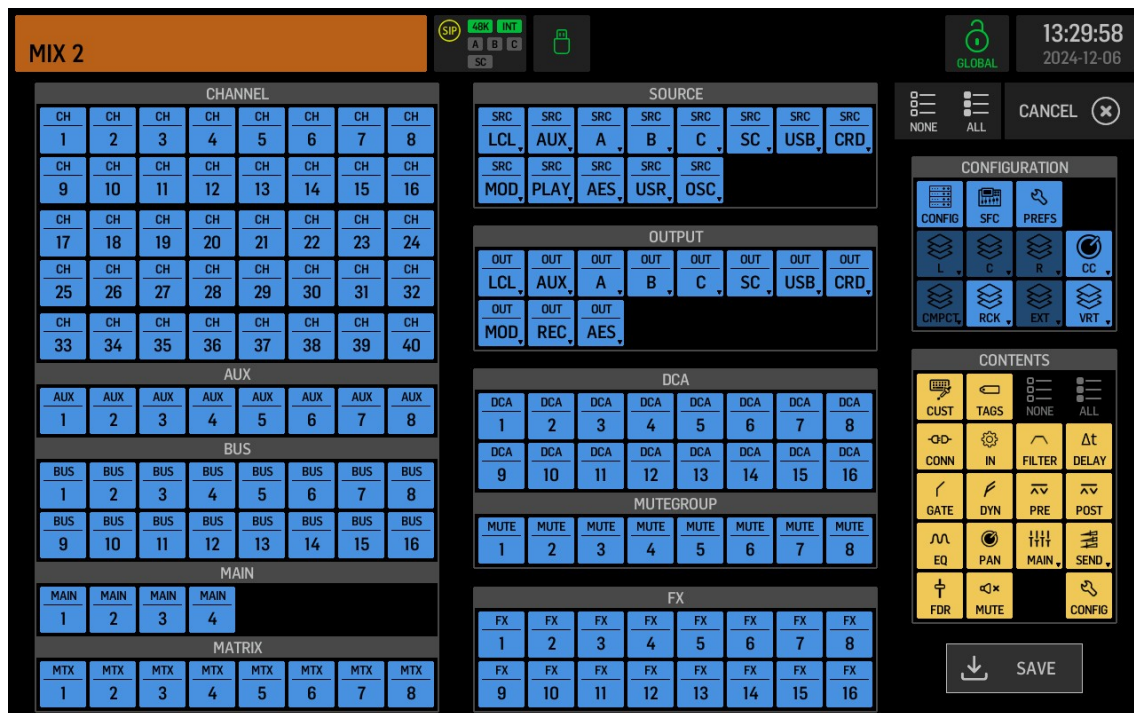 MIX 2
SIP
48K INT
A B C
SC
GLOBAL
13:29:58
2024-12-06
NONE
ALL
CANCEL
CHANNEL
CH CH CH CH CH CH CH CH
1 2 3 4 5 6 7 8
CH CH CH CH CH CH CH CH
9 10 11 12 13 14 15 16
CH CH CH CH CH CH CH CH
17 18 19 20 21 22 23 24
CH CH CH CH CH CH CH CH
25 26 27 28 29 30 31 32
CH CH CH CH CH CH CH CH
33 34 35 36 37 38 39 40
AUX
AUX AUX AUX AUX AUX AUX AUX AUX
1 2 3 4 5 6 7 8
BUS
BUS BUS BUS BUS BUS BUS BUS BUS
1 2 3 4 5 6 7 8
BUS BUS BUS BUS BUS BUS BUS BUS
9 10 11 12 13 14 15 16
MAIN
MAIN MAIN MAIN MAIN
1 2 3 4
MATRIX
MTX MTX MTX MTX MTX MTX MTX MTX
1 2 3 4 5 6 7 8
SOURCE
SRC SRC SRC SRC SRC SRC SRC SRC
LCL AUX A B C SC USB CRD
SRC SRC SRC SRC SRC
MOD PLAY AES USR OSC
OUTPUT
OUT OUT OUT OUT OUT OUT OUT OUT
LCL AUX A B C SC USB CRD
OUT OUT OUT
MOD REC AES
DCA
DCA DCA DCA DCA DCA DCA DCA DCA
1 2 3 4 5 6 7 8
DCA DCA DCA DCA DCA DCA DCA DCA
9 10 11 12 13 14 15 16
MUTEGROUP
MUTE MUTE MUTE MUTE MUTE MUTE MUTE MUTE
1 2 3 4 5 6 7 8
FX
FX FX FX FX FX FX FX FX
1 2 3 4 5 6 7 8
FX FX FX FX FX FX FX FX
9 10 11 12 13 14 15 16
CONFIGURATION
CONFIG SFC PREFS
L C R CC
CMPCT RCK EXT VRT
CONTENTS
CUST TAGS NONE ALL
Δt
CONN IN FILTER DELAY
GATE DYN PRE POST
EQ PAN MAIN SEND
FDR MUTE CONFIG
SAVE